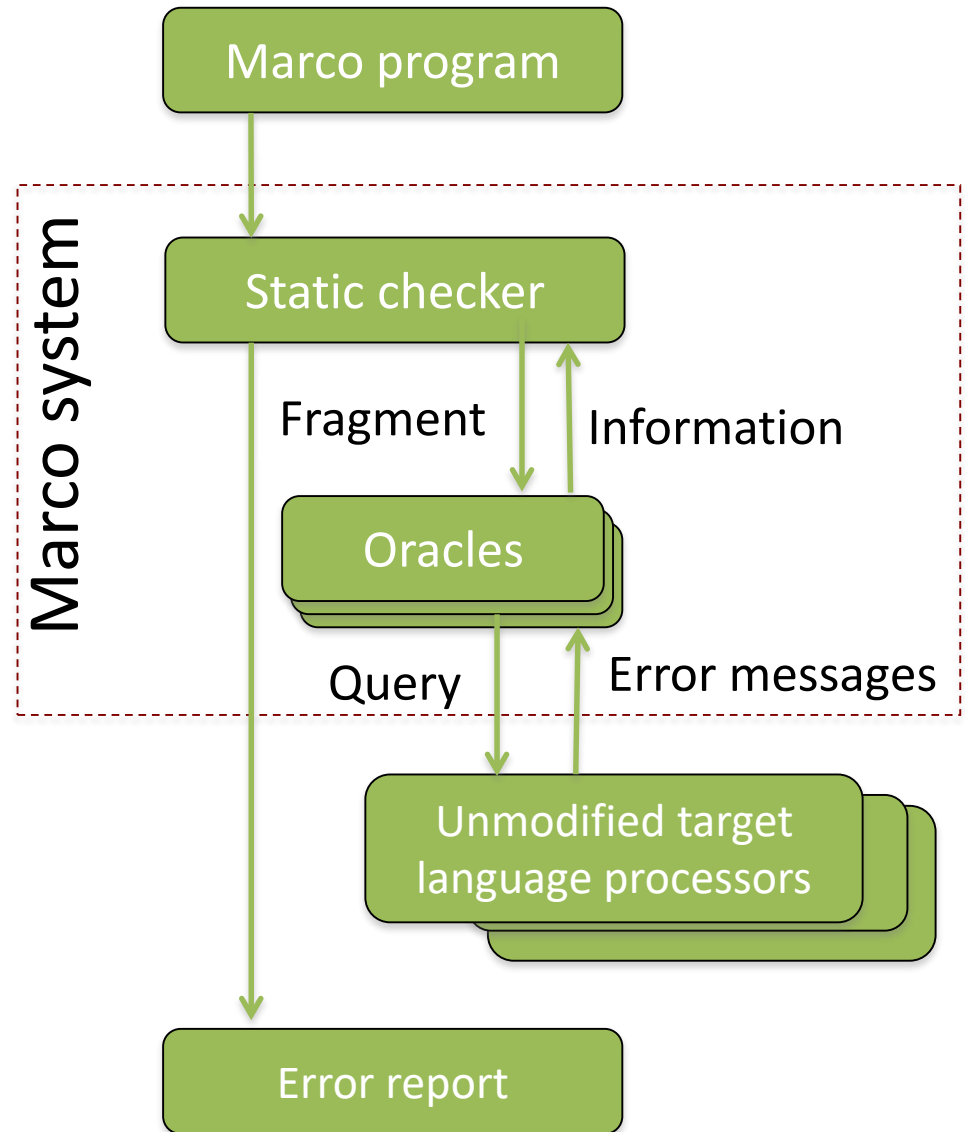 Marco program
Marco system
Static checker
Fragment
Information
Oracles
Query
Error messages
Unmodified target
language processors
Error report